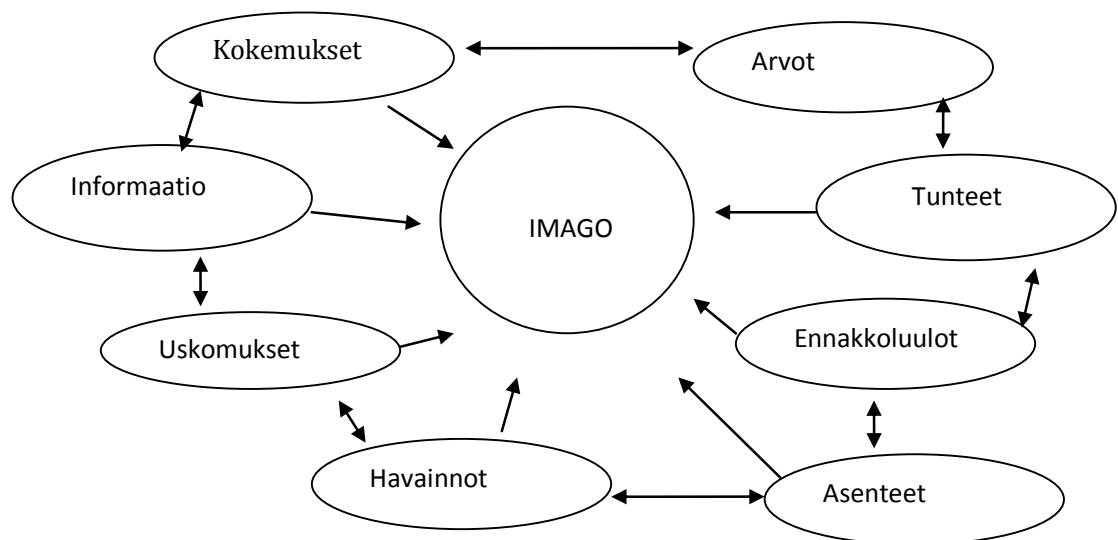 Kokemukset
Arvot
Informaatio
Tunteet
IMAGO
Uskomukset
Ennakkoluulot
Havainnot
Asenteet